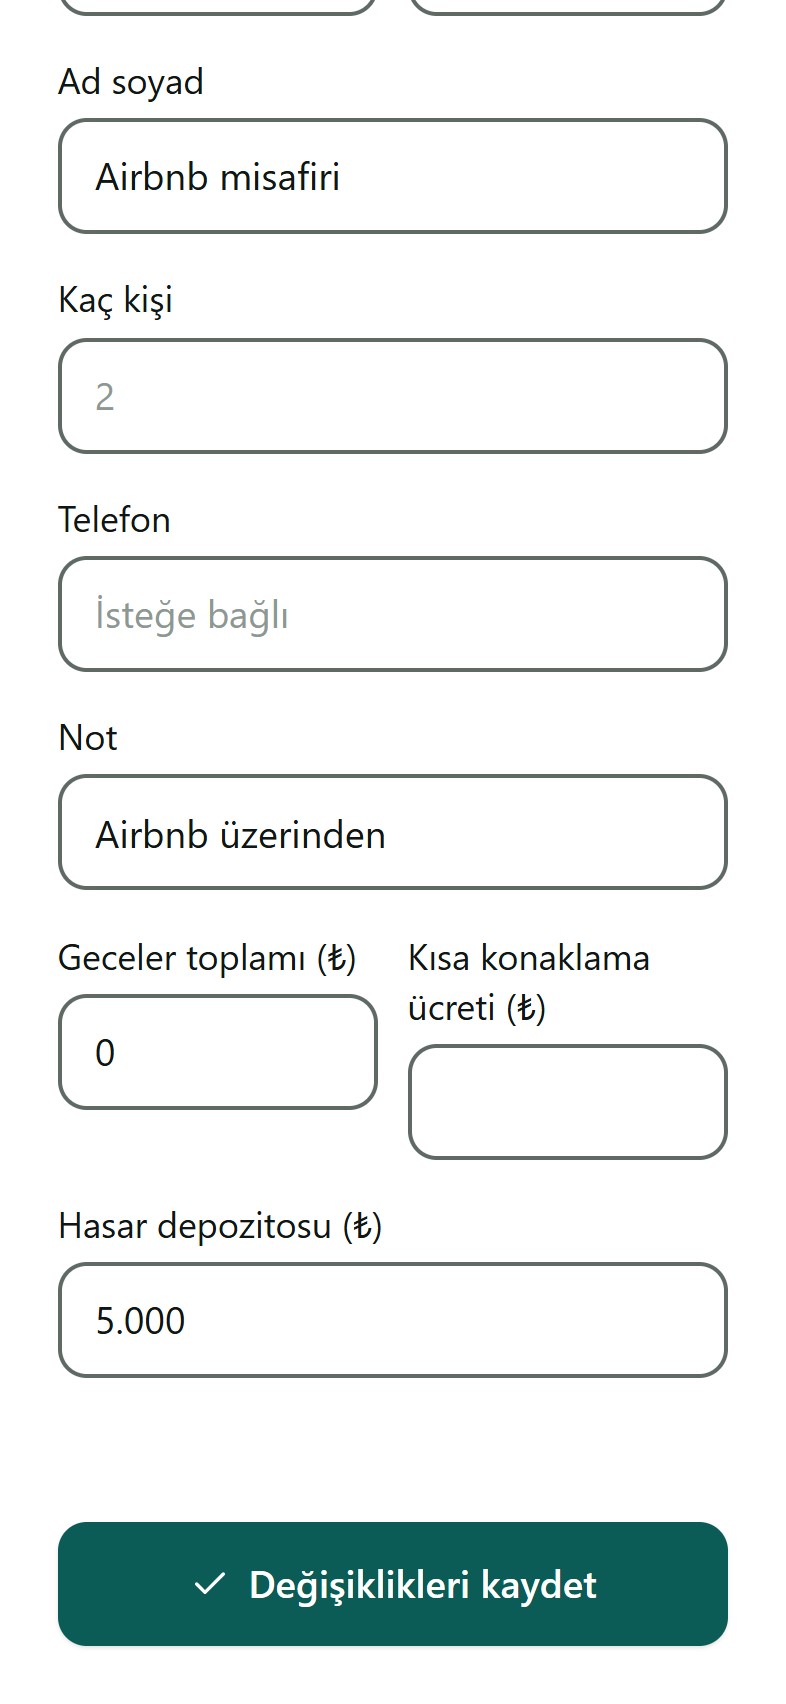 Ad soyad
Airbnb misafiri
Kaç kişi
2
Telefon
İsteğe bağlı
Not
Airbnb üzerinden
Geceler toplamı (₺)
0
Kısa konaklama
ücreti (₺)
Hasar depozitosu (₺)
5.000
Değişiklikleri kaydet